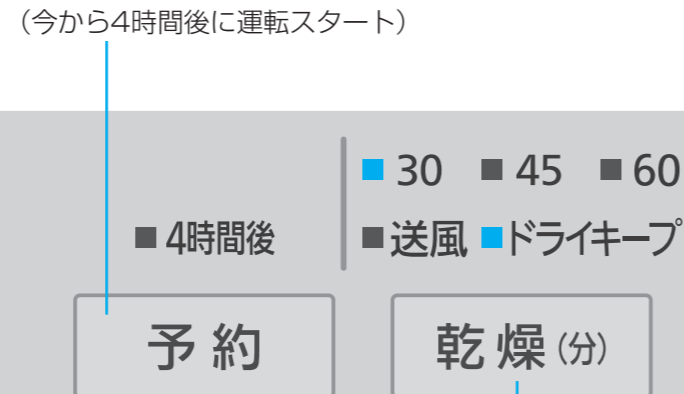 （今から4時間後に運転スタート）
■ 30 ■ 45 ■ 60
■ 4時間後 ■送風 ■ドライキープ
予約 乾燥（分）